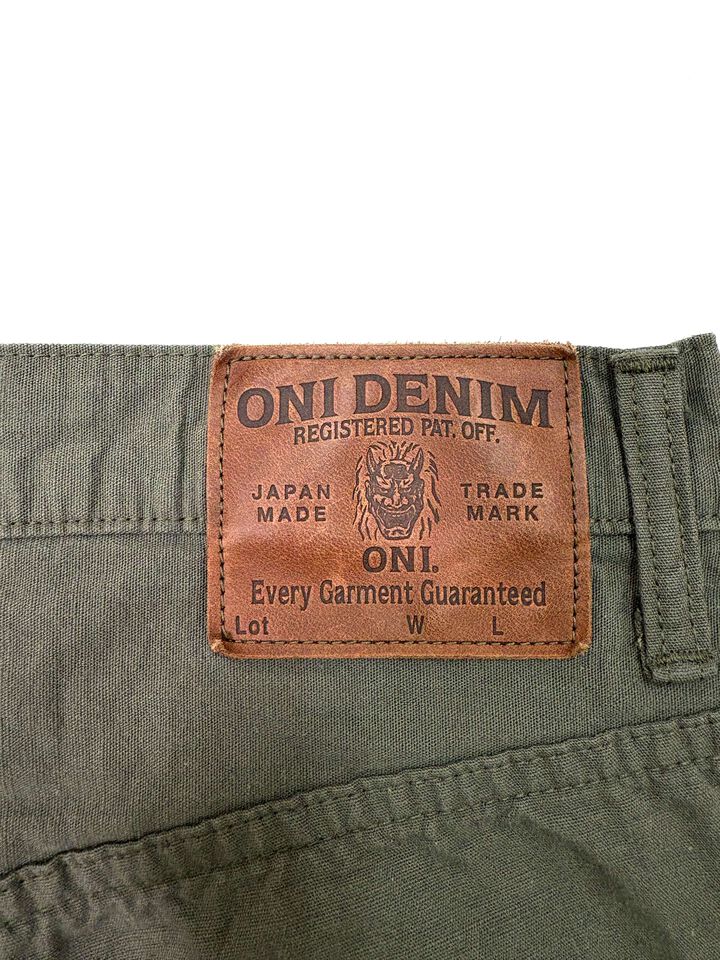 ONI DENIM
REGISTERED PAT. OFF.
JAPAN MADE
TRADE MARK
ONI.
Every Garment Guaranteed
Lot W L